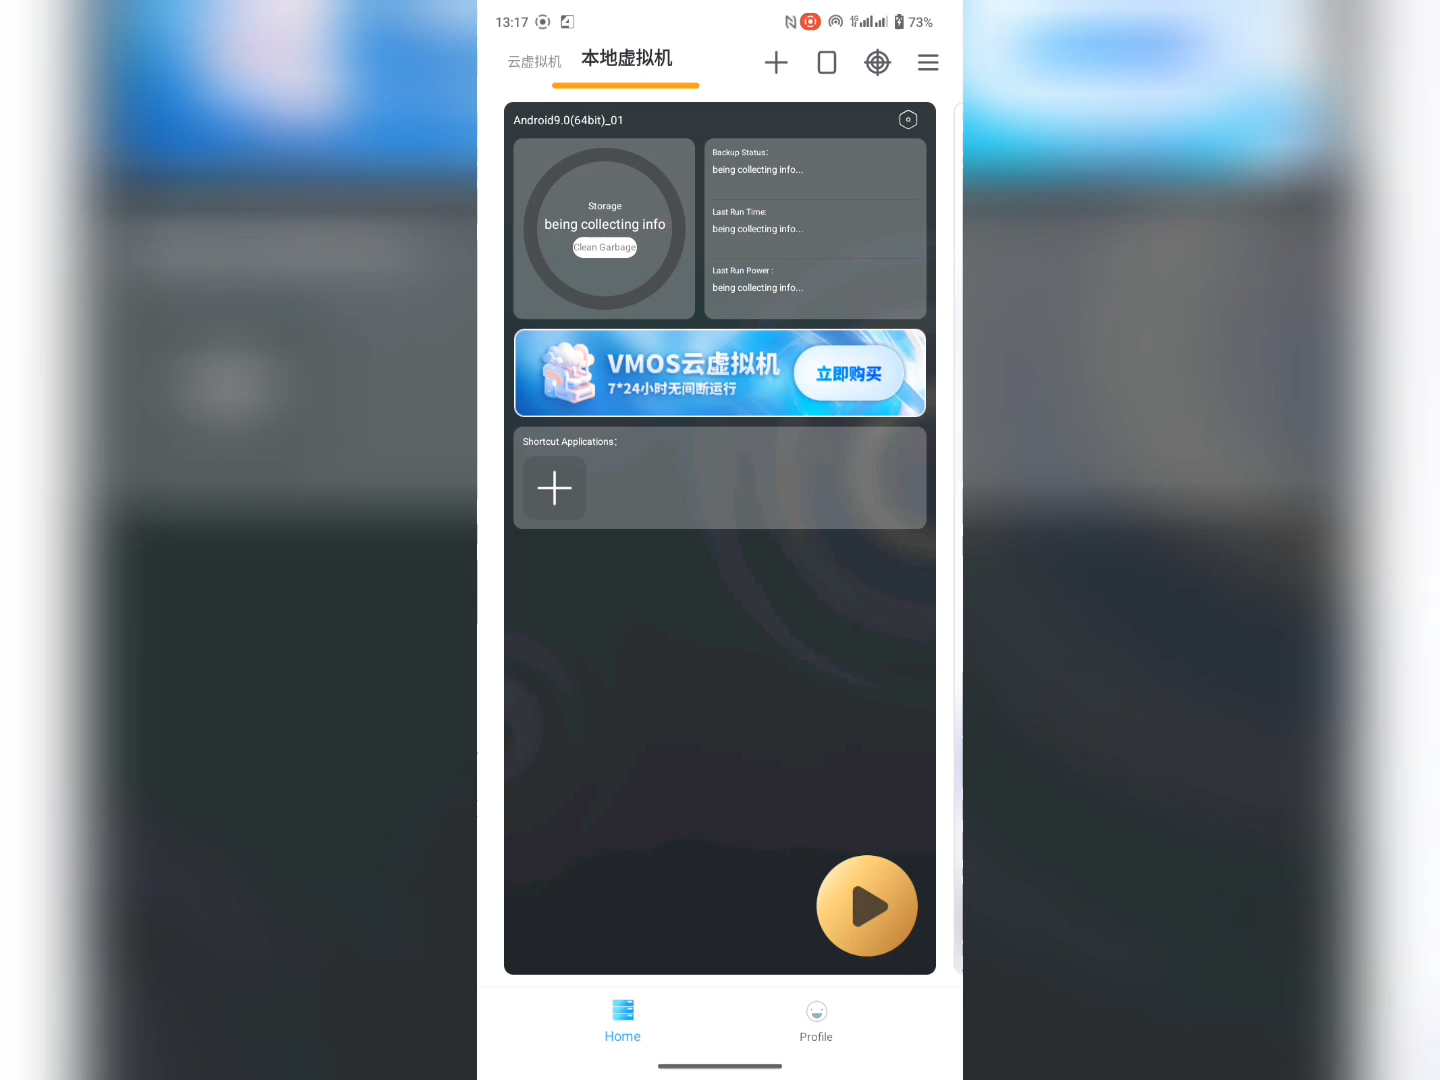 13:17
73%
云虚拟机
本地虚拟机
Android9.0(64bit)_01
Storage
being collecting info
Clean Garbage
Backup Status:
being collecting info...
Last Run Time:
being collecting info...
Last Run Power :
being collecting info...
VMOS云虚拟机
7*24小时无间断运行
立即购买
Shortcut Applications:
Home
Profile